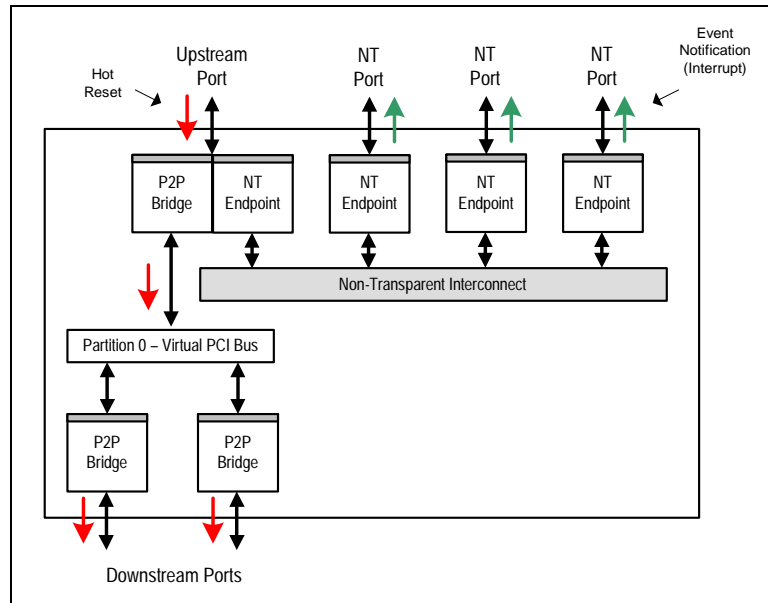 Upstream
Port
NT
Port
NT
Port
NT
Port
Event
Notification
(Interrupt)
Hot
Reset
P2P
Bridge
NT
Endpoint
NT
Endpoint
NT
Endpoint
NT
Endpoint
Non-Transparent Interconnect
Partition 0 – Virtual PCI Bus
P2P
Bridge
P2P
Bridge
Downstream Ports